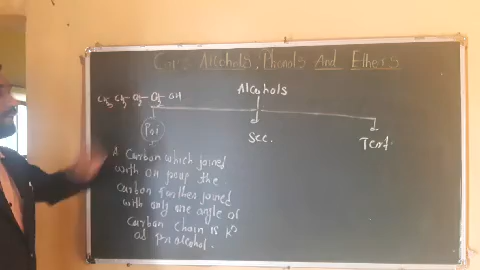 Alcohols, Phenols And Ethers
Alcohols
CH3 CH2 - CH2 - CH2 OH
Pri
Sec.
Tert.
A Carbon which joined
with OH group the
carbon further joined
with only one angle of
Carbon chain is
as pri alcohol.